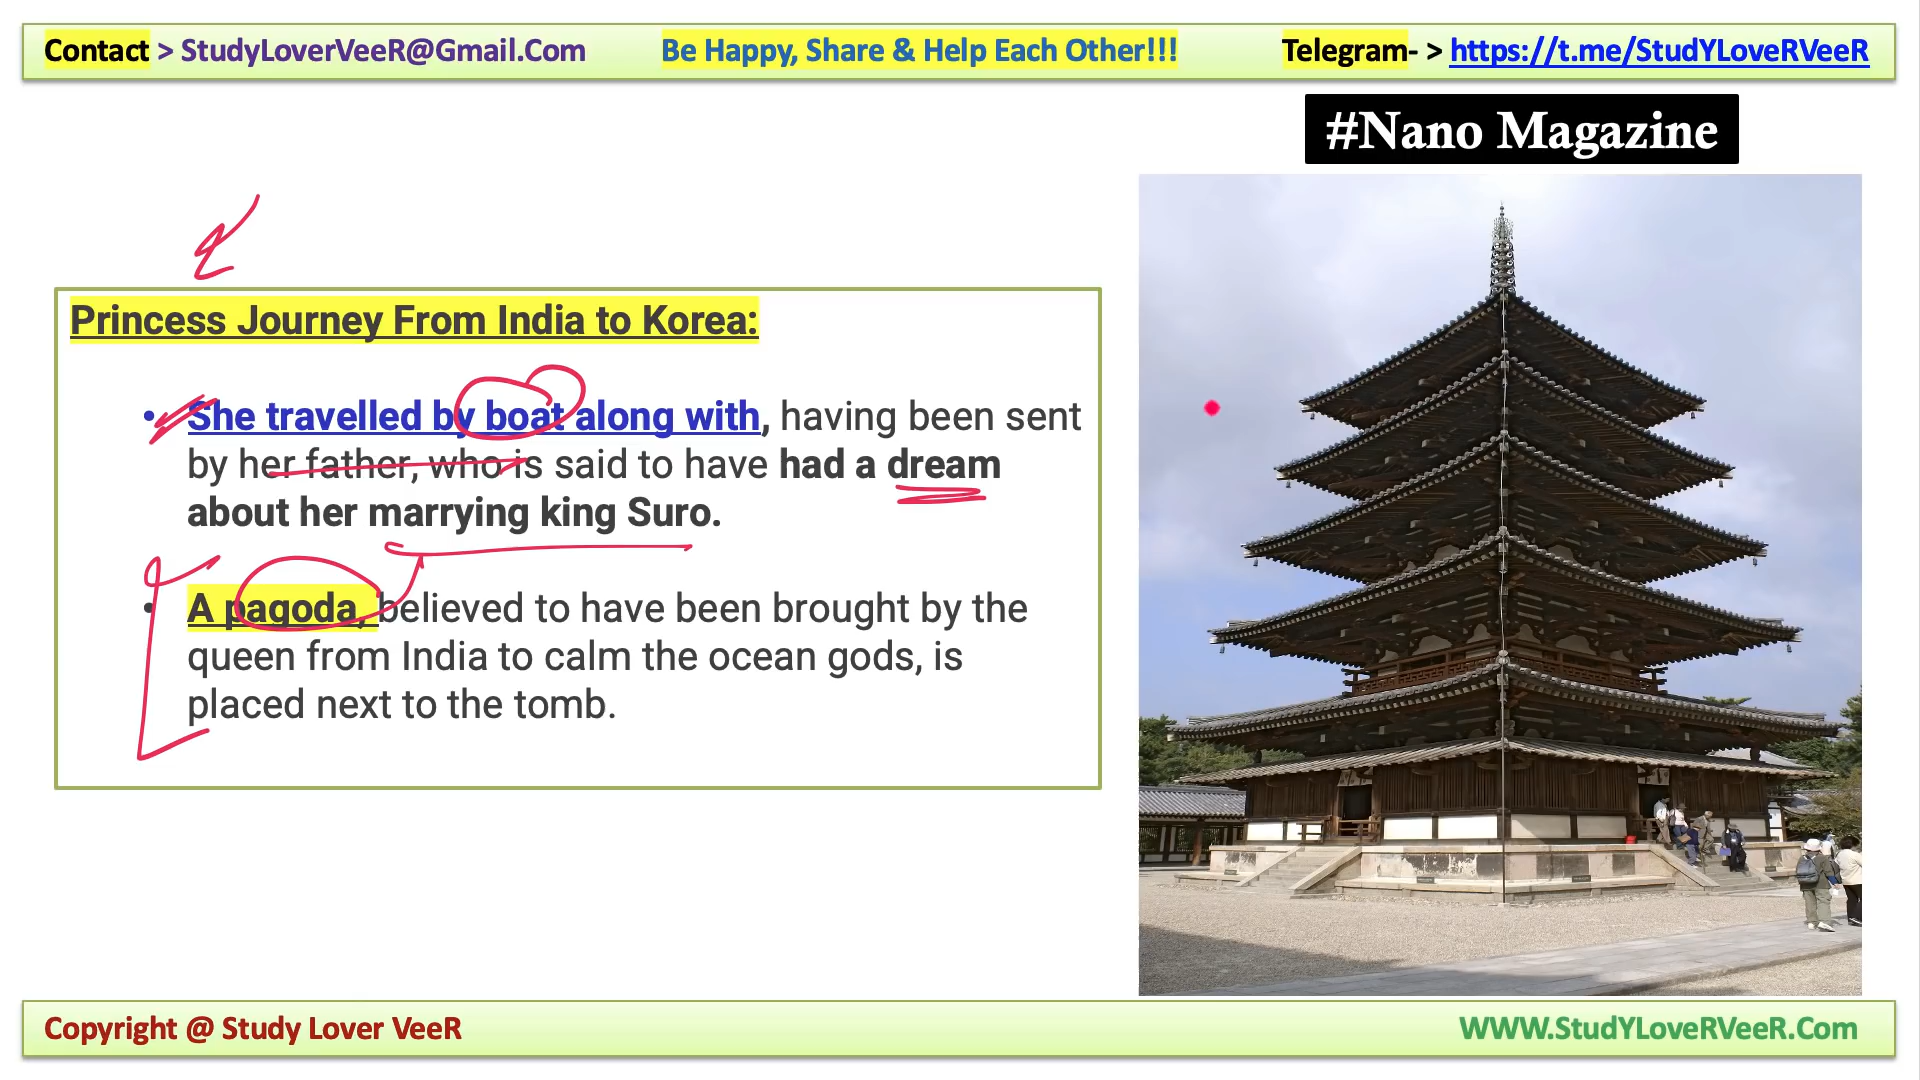 Contact > StudyLoverVeeR@Gmail.Com Be Happy, Share & Help Each Other!!! Telegram- > https://t.me/StudYLoveRVeeR
#Nano Magazine
Princess Journey From India to Korea:
• She travelled by boat along with, having been sent
by her father, who is said to have had a dream
about her marrying king Suro.
• A pagoda, believed to have been brought by the
queen from India to calm the ocean gods, is
placed next to the tomb.
Copyright @ Study Lover VeeR WWW.StudYLoveRVeeR.Com